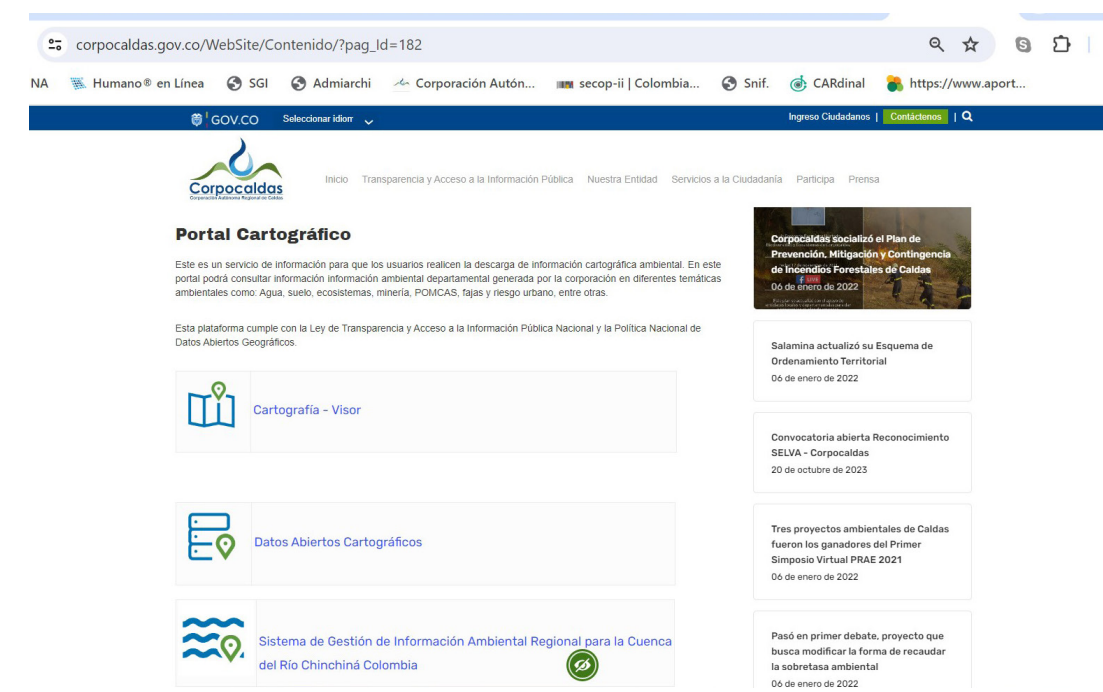 corpocaldas.gov.co/WebSite/Contenido/?pag_Id=182
NA Humano® en Línea SGI Admiarchi Corporación Autón... secop-ii | Colombia... Snif. CARdinal https://www.aport...
GOV.CO Seleccionar idior Ingreso Ciudadanos | Contáctenos |
Corpocaldas
Corporación Autónoma Regional de Caldas
Inicio Transparencia y Acceso a la Información Pública Nuestra Entidad Servicios a la Ciudadanía Participa Prensa
Portal Cartográfico
Este es un servicio de información para que los usuarios realicen la descarga de información cartográfica ambiental. En este
portal podrá consultar información información ambiental departamental generada por la corporación en diferentes temáticas
ambientales como: Agua, suelo, ecosistemas, minería, POMCAS, fajas y riesgo urbano, entre otras.
Esta plataforma cumple con la Ley de Transparencia y Acceso a la Información Pública Nacional y la Política Nacional de
Datos Abiertos Geográficos.
Cartografía - Visor
Datos Abiertos Cartográficos
Sistema de Gestión de Información Ambiental Regional para la Cuenca
del Río Chinchiná Colombia
Corpocaldas socializó el Plan de
Prevención, Mitigación y Contingencia
de Incendios Forestales de Caldas
06 de enero de 2022
Salamina actualizó su Esquema de
Ordenamiento Territorial
06 de enero de 2022
Convocatoria abierta Reconocimiento
SELVA - Corpocaldas
20 de octubre de 2023
Tres proyectos ambientales de Caldas
fueron los ganadores del Primer
Simposio Virtual PRAE 2021
06 de enero de 2022
Pasó en primer debate, proyecto que
busca modificar la forma de recaudar
la sobretasa ambiental
06 de enero de 2022